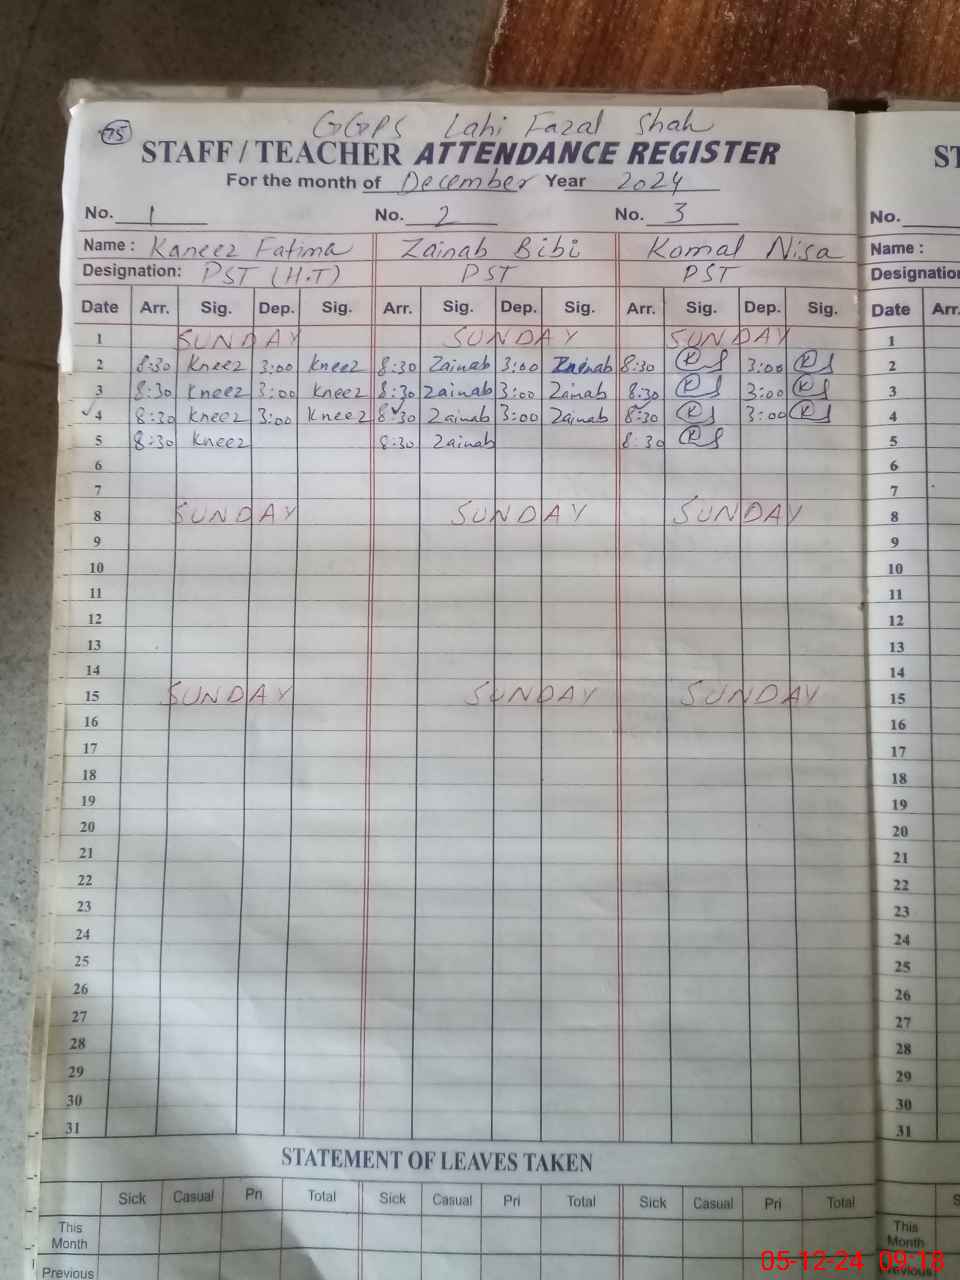 75
GGPS Lahi Fazal Shah
STAFF / TEACHER ATTENDANCE REGISTER
For the month of December Year 2024
No. 1 No. 2 No. 3
Name : Kaneez Fatima Zainab Bibi Komal Nisa
Designation: PST (H.T) PST PST
Date Arr. Sig. Dep. Sig. Arr. Sig. Dep. Sig. Arr. Sig. Dep. Sig.
1 SUNDAY SUNDAY SUNDAY
2 8:30 Kneez 3:00 Kneez 8:30 Zainab 3:00 Zainab 8:30 3:00
3 8:30 Kneez 3:00 Kneez 8:30 Zainab 3:00 Zainab 8:30 3:00
4 8:30 Kneez 3:00 Kneez 8:30 Zainab 3:00 Zainab 8:30 3:00
5 8:30 Kneez 8:30 Zainab 8:30
6
7
8 SUNDAY SUNDAY SUNDAY
9
10
11
12
13
14
15 SUNDAY SUNDAY SUNDAY
16
17
18
19
20
21
22
23
24
25
26
27
28
29
30
31
STATEMENT OF LEAVES TAKEN
Sick Casual Pri Total Sick Casual Pri Total Sick Casual Pri Total
This Month
Previous
ST
No.
Name :
Designation
Date Arr.
1
2
3
4
5
6
7
8
9
10
11
12
13
14
15
16
17
18
19
20
21
22
23
24
25
26
27
28
29
30
31
S
This Month
Previous
05-12-24 09:18